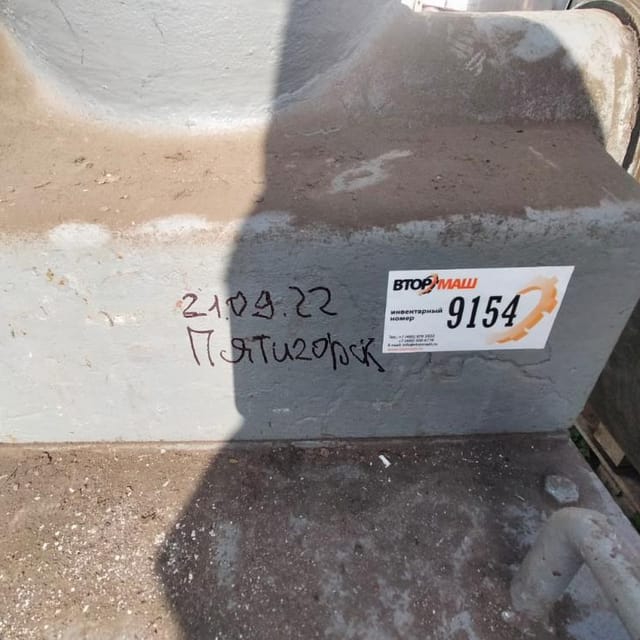 21.09.22
Пятигорск
ВТОРМАШ
инвентарный
номер
9154